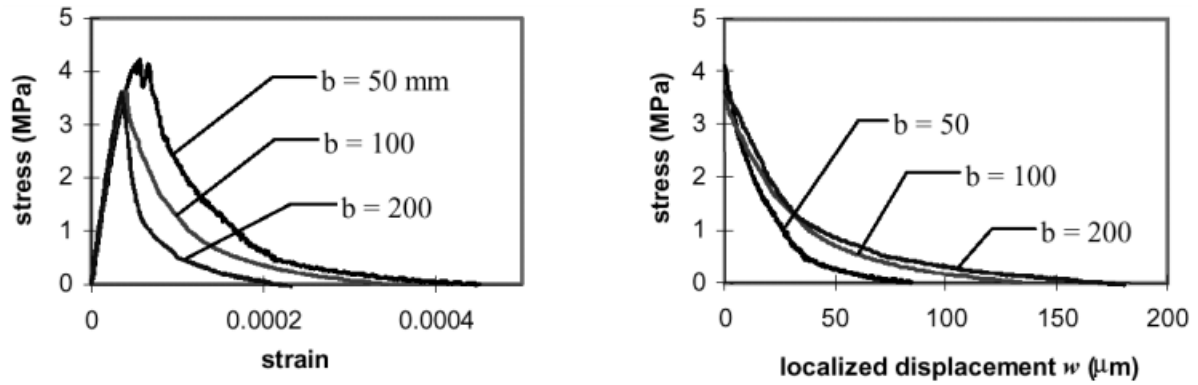 5
4
3
2
1
0
stress (MPa)
b = 50 mm
b = 100
b = 200
0
0.0002
0.0004
strain
5
4
3
2
1
0
stress (MPa)
b = 50
b = 100
b = 200
0
50
100
150
200
localized displacement w (μm)